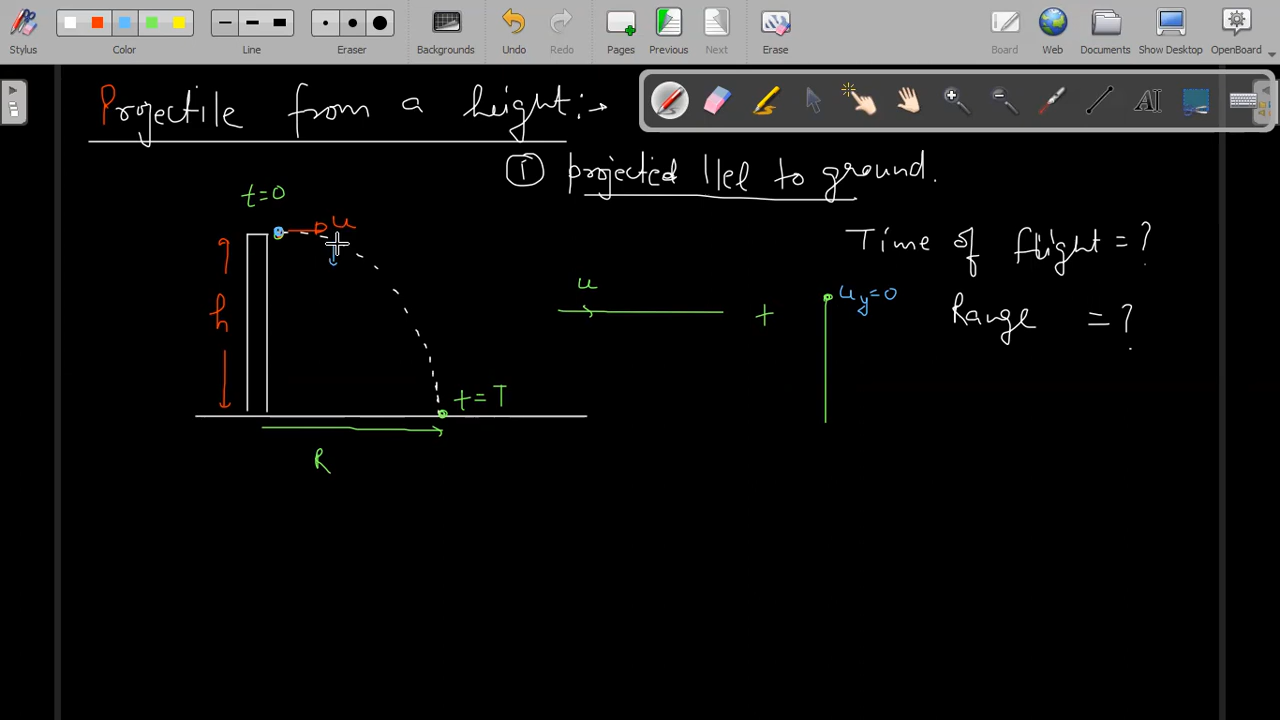 Stylus Color Line Eraser Backgrounds Undo Redo Pages Previous Next Erase Board Web Documents Show Desktop OpenBoard
Projectile from a height :→
① projected llel to ground.
t=0
u
h
Time of flight = ?
u
+
uy=0
Range = ?
t = T
R